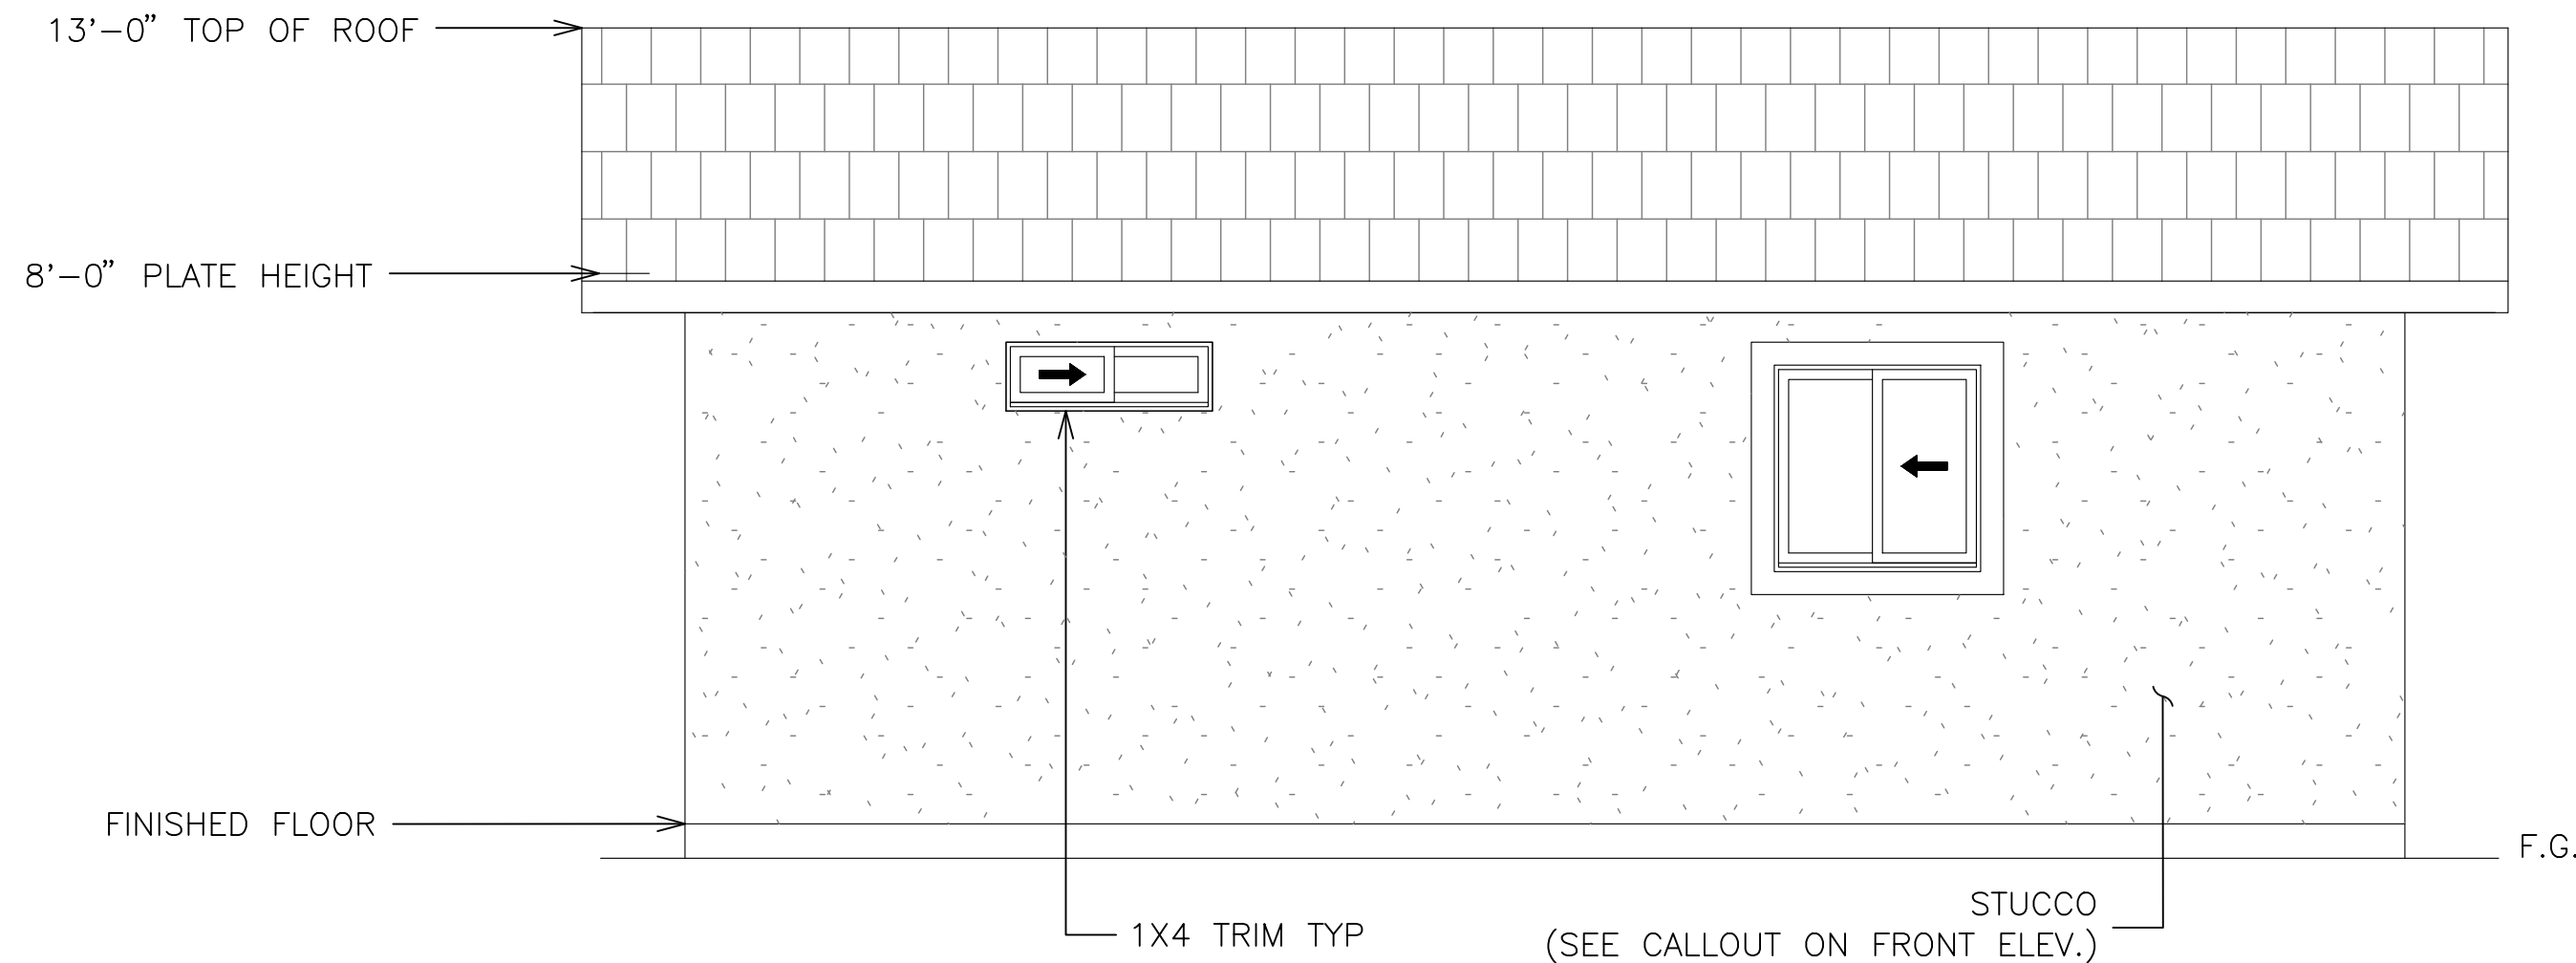 13'-0" TOP OF ROOF
8'-0" PLATE HEIGHT
FINISHED FLOOR
F.G.
1X4 TRIM TYP
STUCCO
(SEE CALLOUT ON FRONT ELEV.)